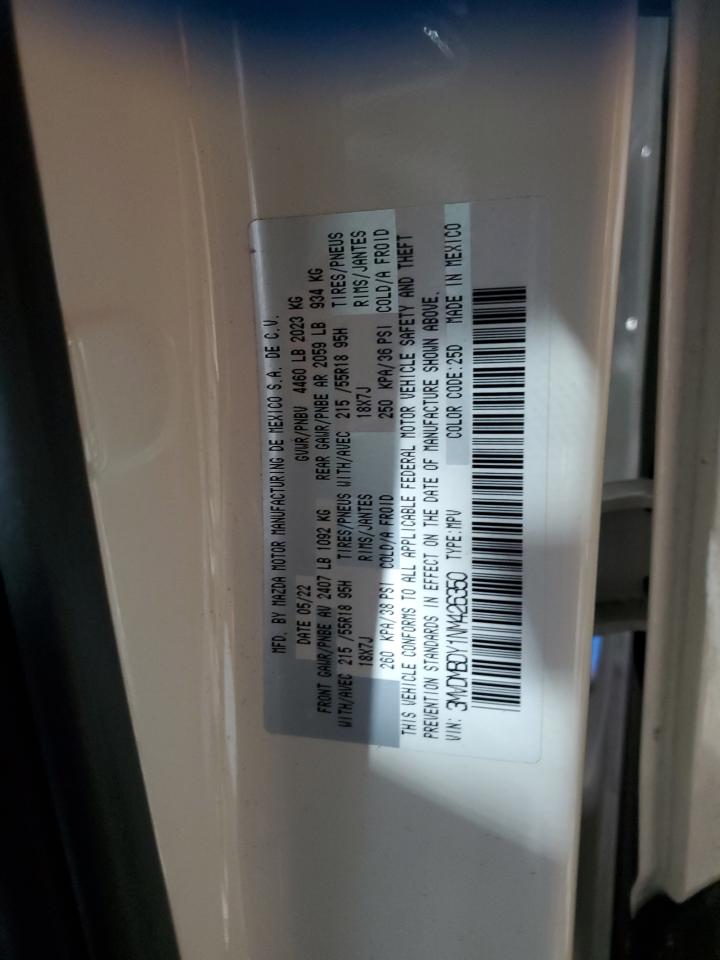 MFD. BY MAZDA MOTOR MANUFACTURING DE MEXICO S.A. DE C.V.
DATE 05/22 GVWR/PNBV 4460 LB 2023 KG
FRONT GAWR/PNBE AV 2407 LB 1092 KG REAR GAWR/PNBE AR 2059 LB 934 KG
WITH/AVEC 215 /55R18 95H TIRES/PNEUS WITH/AVEC 215 /55R18 95H TIRES/PNEUS
18X7J RIMS/JANTES 18X7J RIMS/JANTES
260 KPA/38 PSI COLD/A FROID 250 KPA/36 PSI COLD/A FROID
THIS VEHICLE CONFORMS TO ALL APPLICABLE FEDERAL MOTOR VEHICLE SAFETY AND THEFT
PREVENTION STANDARDS IN EFFECT ON THE DATE OF MANUFACTURE SHOWN ABOVE.
VIN: 3MVDMBDY1NM426350 TYPE:MPV COLOR CODE:25D MADE IN MEXICO